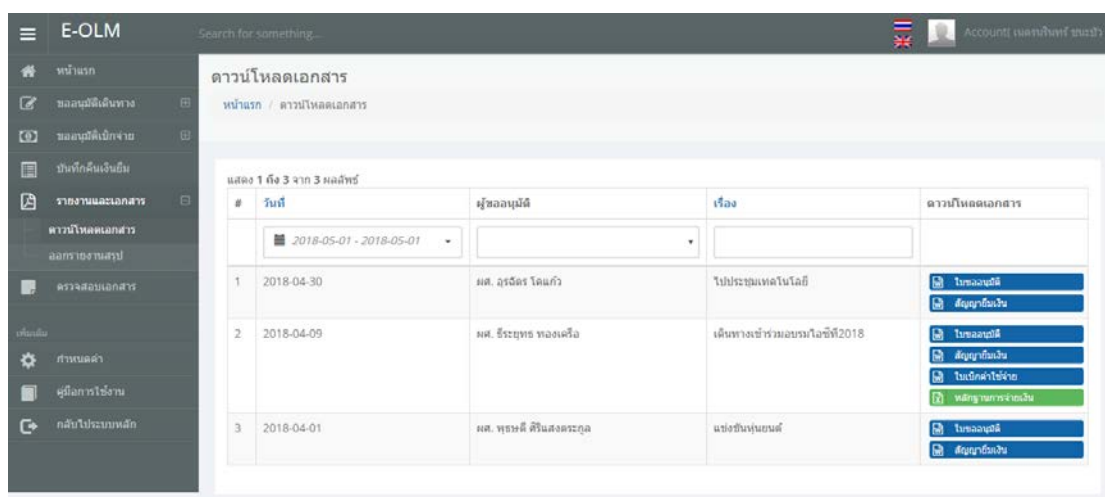 E-OLM
Search for something...
Account(
หน้าแรก
ขออนุมัติเดินทาง
ขออนุมัติเบิกจ่าย
บันทึกคืนเงินยืม
รายงานและเอกสาร
ดาวน์โหลดเอกสาร
ออกรายงานสรุป
ตรวจสอบเอกสาร
เพิ่มเติม
กำหนดค่า
คู่มือการใช้งาน
กลับไประบบหลัก
ดาวน์โหลดเอกสาร
หน้าแรก / ดาวน์โหลดเอกสาร
แสดง 1 ถึง 3 จาก 3 ผลลัพธ์
# วันที่ ผู้ขออนุมัติ เรื่อง ดาวน์โหลดเอกสาร
2018-05-01 - 2018-05-01
1 2018-04-30 ผศ. อุรฉัตร โคแก้ว ไปประชุมเทคโนโลยี ใบขออนุมัติ
สัญญายืมเงิน
2 2018-04-09 ผศ. ธีระยุทธ ทองเครือ เดินทางเข้าร่วมอบรมไอซีที2018 ใบขออนุมัติ
สัญญายืมเงิน
ใบเบิกค่าใช้จ่าย
หลักฐานการจ่ายเงิน
3 2018-04-01 ผศ. พุธษดี ศิริแสงตระกูล แข่งขันหุ่นยนต์ ใบขออนุมัติ
สัญญายืมเงิน